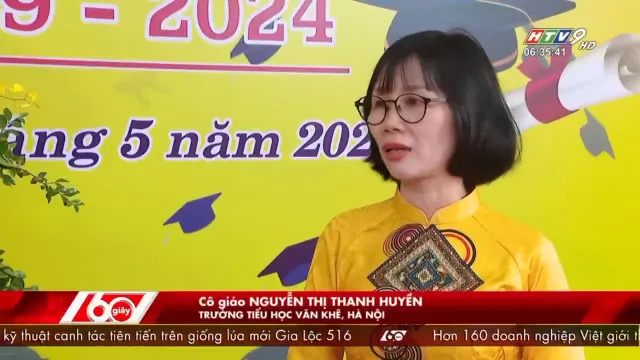 9 - 2024
HTV9 HD
06:35:41
áng 5 năm 202
60 giây
Cô giáo NGUYỄN THỊ THANH HUYỀN
TRƯỜNG TIỂU HỌC VĂN KHÊ, HÀ NỘI
kỹ thuật canh tác tiên tiến trên giống lúa mới Gia Lộc 516
60
Hơn 160 doanh nghiệp Việt giới th